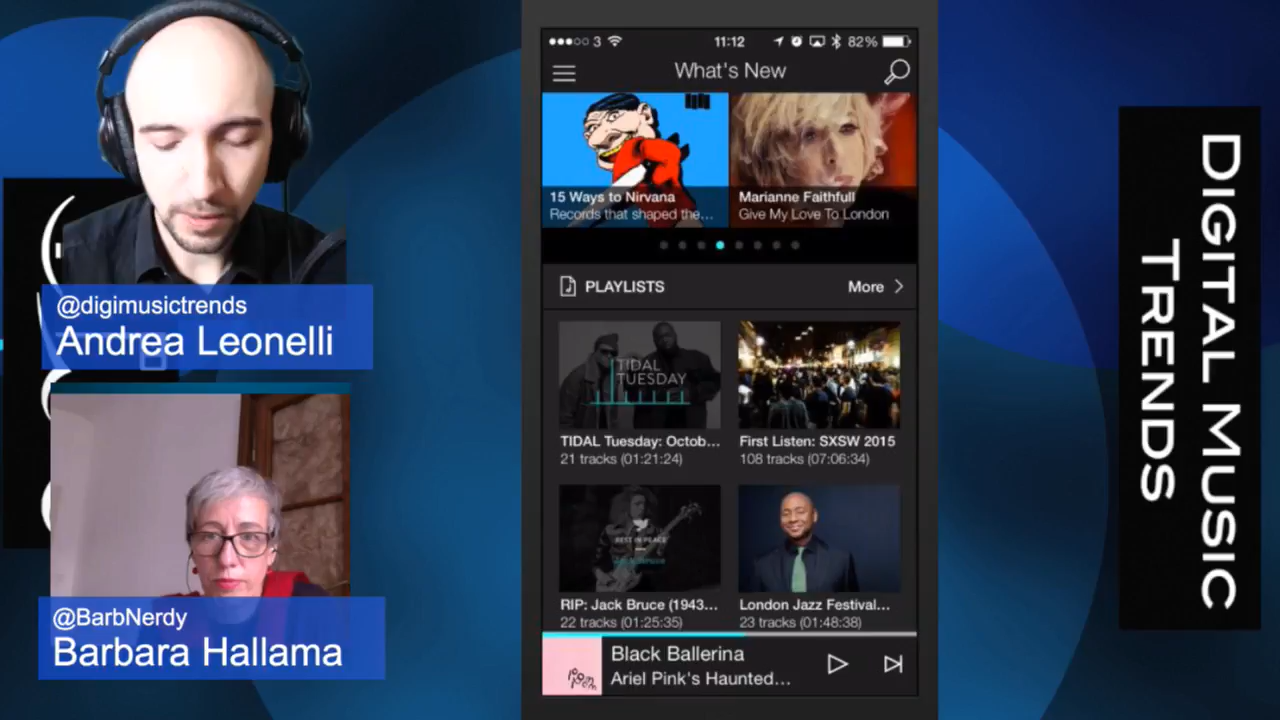 @digimusictrends
Andrea Leonelli
@BarbNerdy
Barbara Hallama
3 11:12 82%
What's New
15 Ways to Nirvana
Records that shaped the...
Marianne Faithfull
Give My Love To London
PLAYLISTS
More
TIDAL
TUESDAY
TIDAL Tuesday: Octob...
21 tracks (01:21:24)
First Listen: SXSW 2015
108 tracks (07:06:34)
REST IN PEACE
RIP: Jack Bruce (1943...
22 tracks (01:25:35)
London Jazz Festival...
23 tracks (01:48:38)
Black Ballerina
Ariel Pink's Haunted...
DIGITAL MUSIC
TRENDS